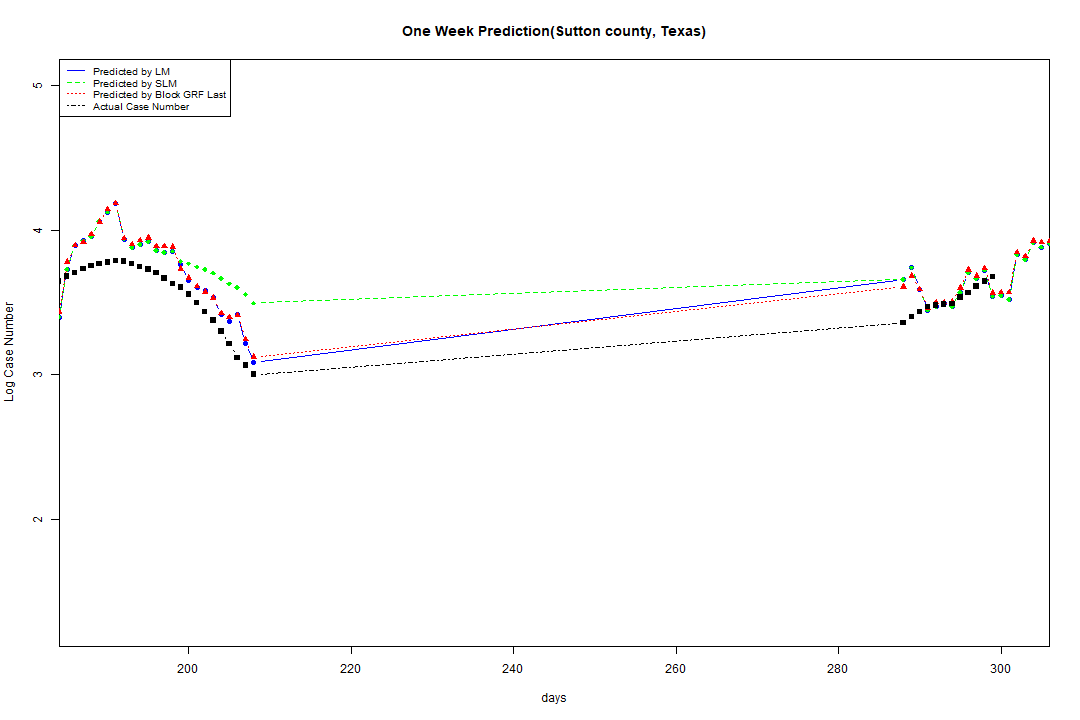 One Week Prediction(Sutton county, Texas)
Predicted by LM
Predicted by SLM
Predicted by Block GRF Last
Actual Case Number
5
4
3
2
Log Case Number
200
220
240
260
280
300
days